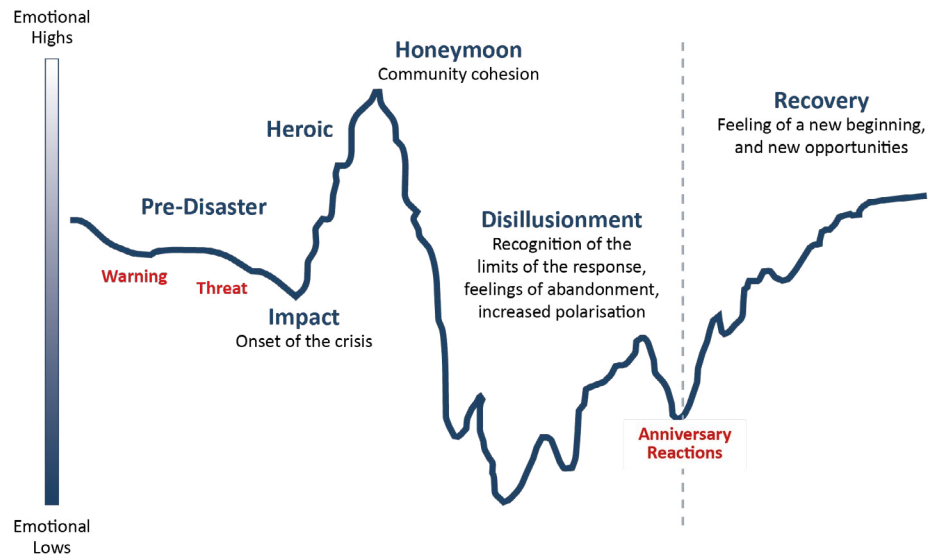 Emotional
Highs
Honeymoon
Community cohesion
Heroic
Recovery
Feeling of a new beginning,
and new opportunities
Pre-Disaster
Warning
Threat
Impact
Onset of the crisis
Disillusionment
Recognition of the
limits of the response,
feelings of abandonment,
increased polarisation
Anniversary
Reactions
Emotional
Lows